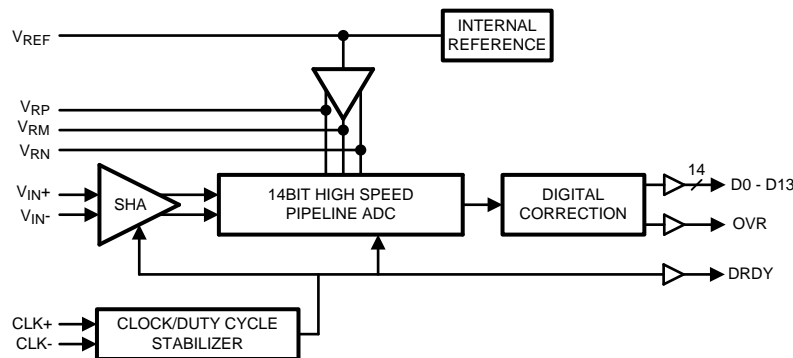 INTERNAL
REFERENCE
VREF
VRP
VRM
VRN
VIN+
VIN-
SHA
14BIT HIGH SPEED
PIPELINE ADC
DIGITAL
CORRECTION
14
D0 - D13
OVR
DRDY
CLK+
CLK-
CLOCK/DUTY CYCLE
STABILIZER